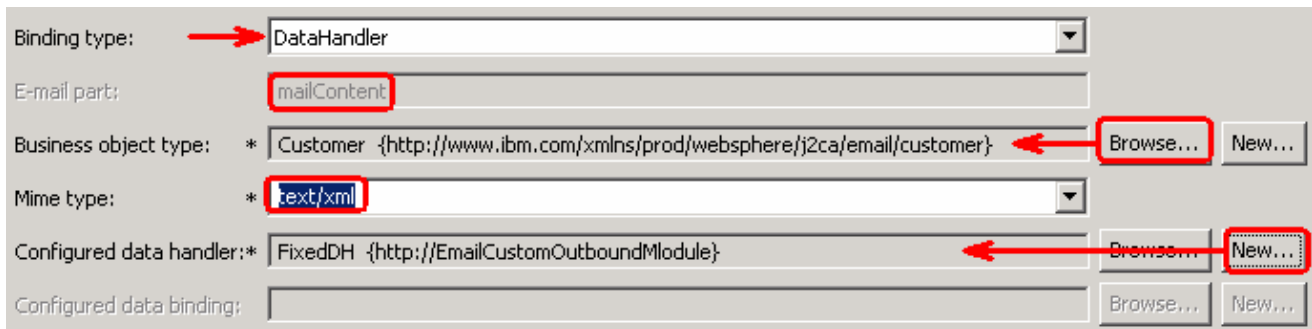 Binding type: DataHandler
E-mail part: mailContent
Business object type: * Customer {http://www.ibm.com/xmlns/prod/websphere/j2ca/email/customer} Browse... New...
Mime type: * text/xml
Configured data handler:* FixedDH {http://EmailCustomOutboundMlodule} Browse... New...
Configured data binding: Browse... New...